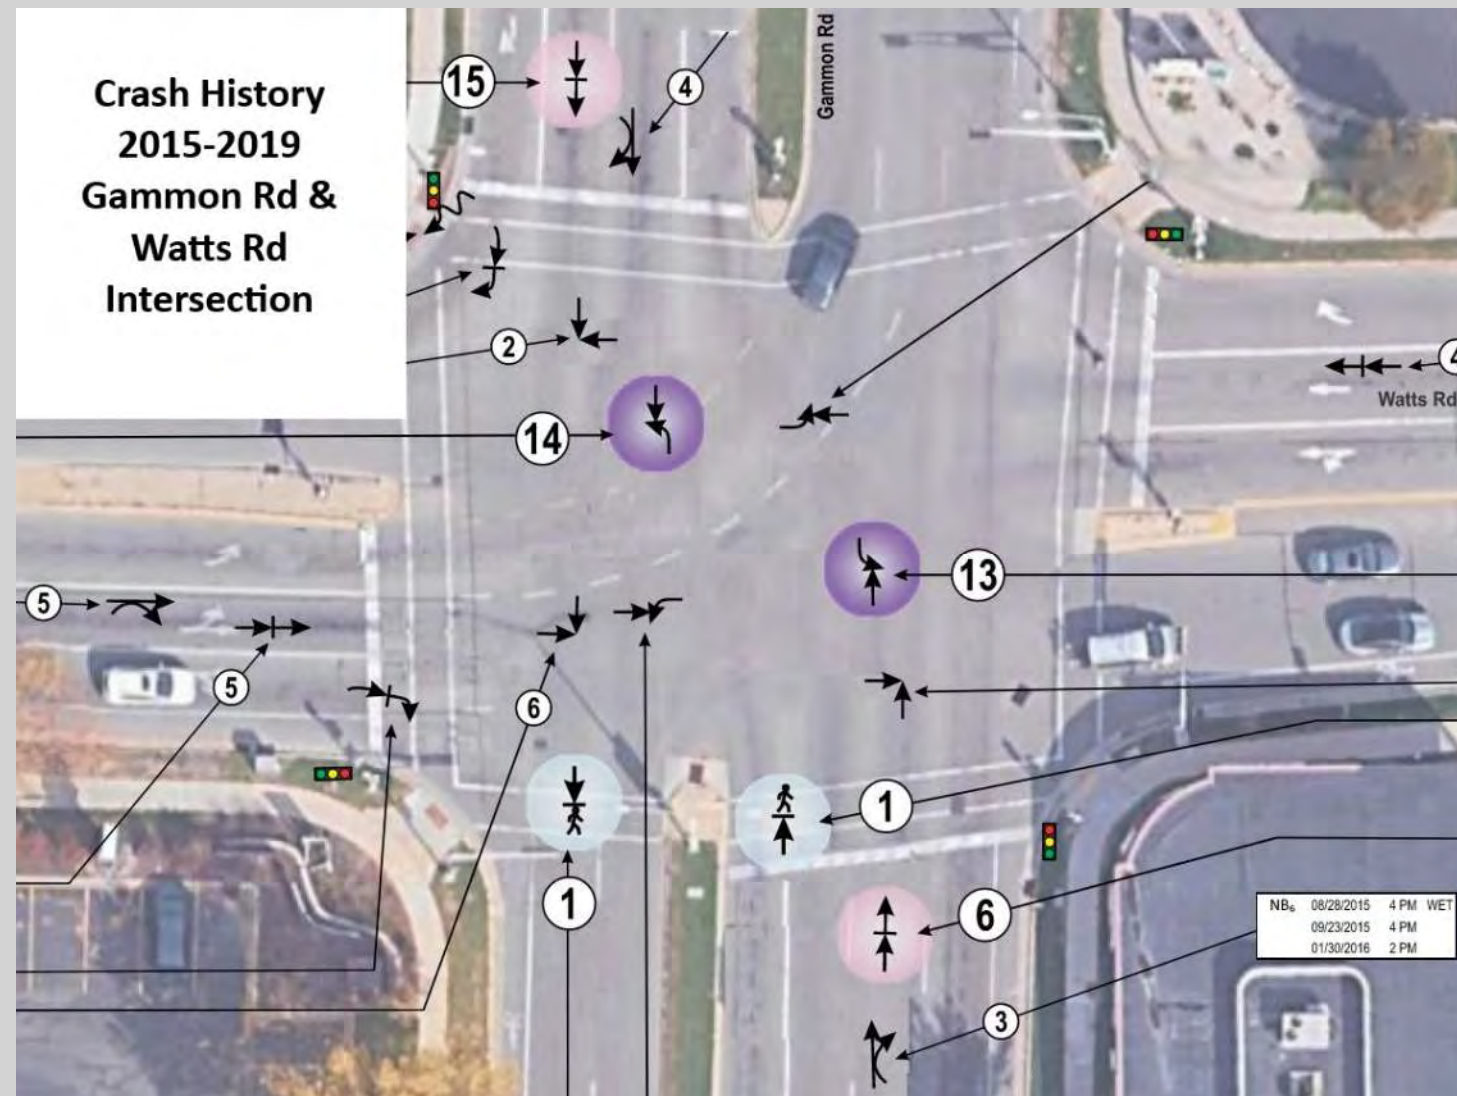 Crash History
2015-2019
Gammon Rd &
Watts Rd
Intersection
15
4
Gammon Rd
2
4
Watts Rd
14
13
5
5
6
1
1
6
NB₆ 08/28/2015 4 PM WET
09/23/2015 4 PM
01/30/2016 2 PM
3